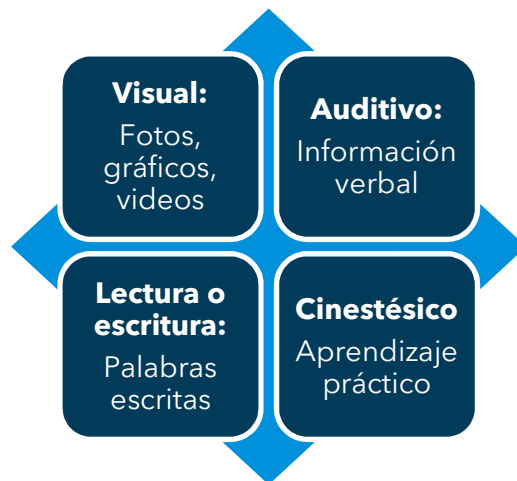 Visual:
Fotos,
gráficos,
videos
Auditivo:
Información
verbal
Lectura o
escritura:
Palabras
escritas
Cinestésico
Aprendizaje
práctico